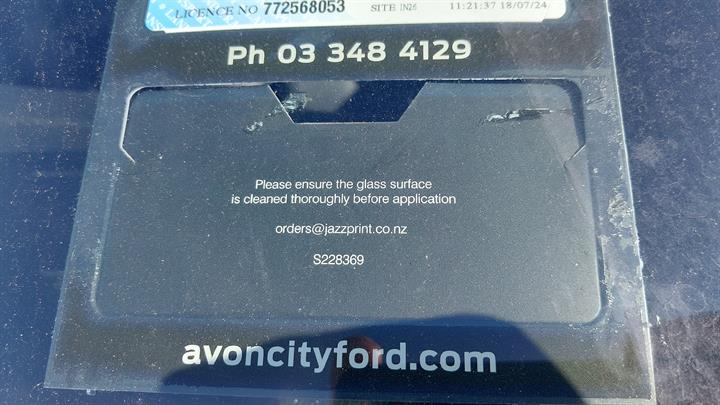 LICENCE NO 772568053 SITE IN26 11:21:37 18/07/24
Ph 03 348 4129
Please ensure the glass surface
is cleaned thoroughly before application
orders@jazzprint.co.nz
S228369
avoncityford.com